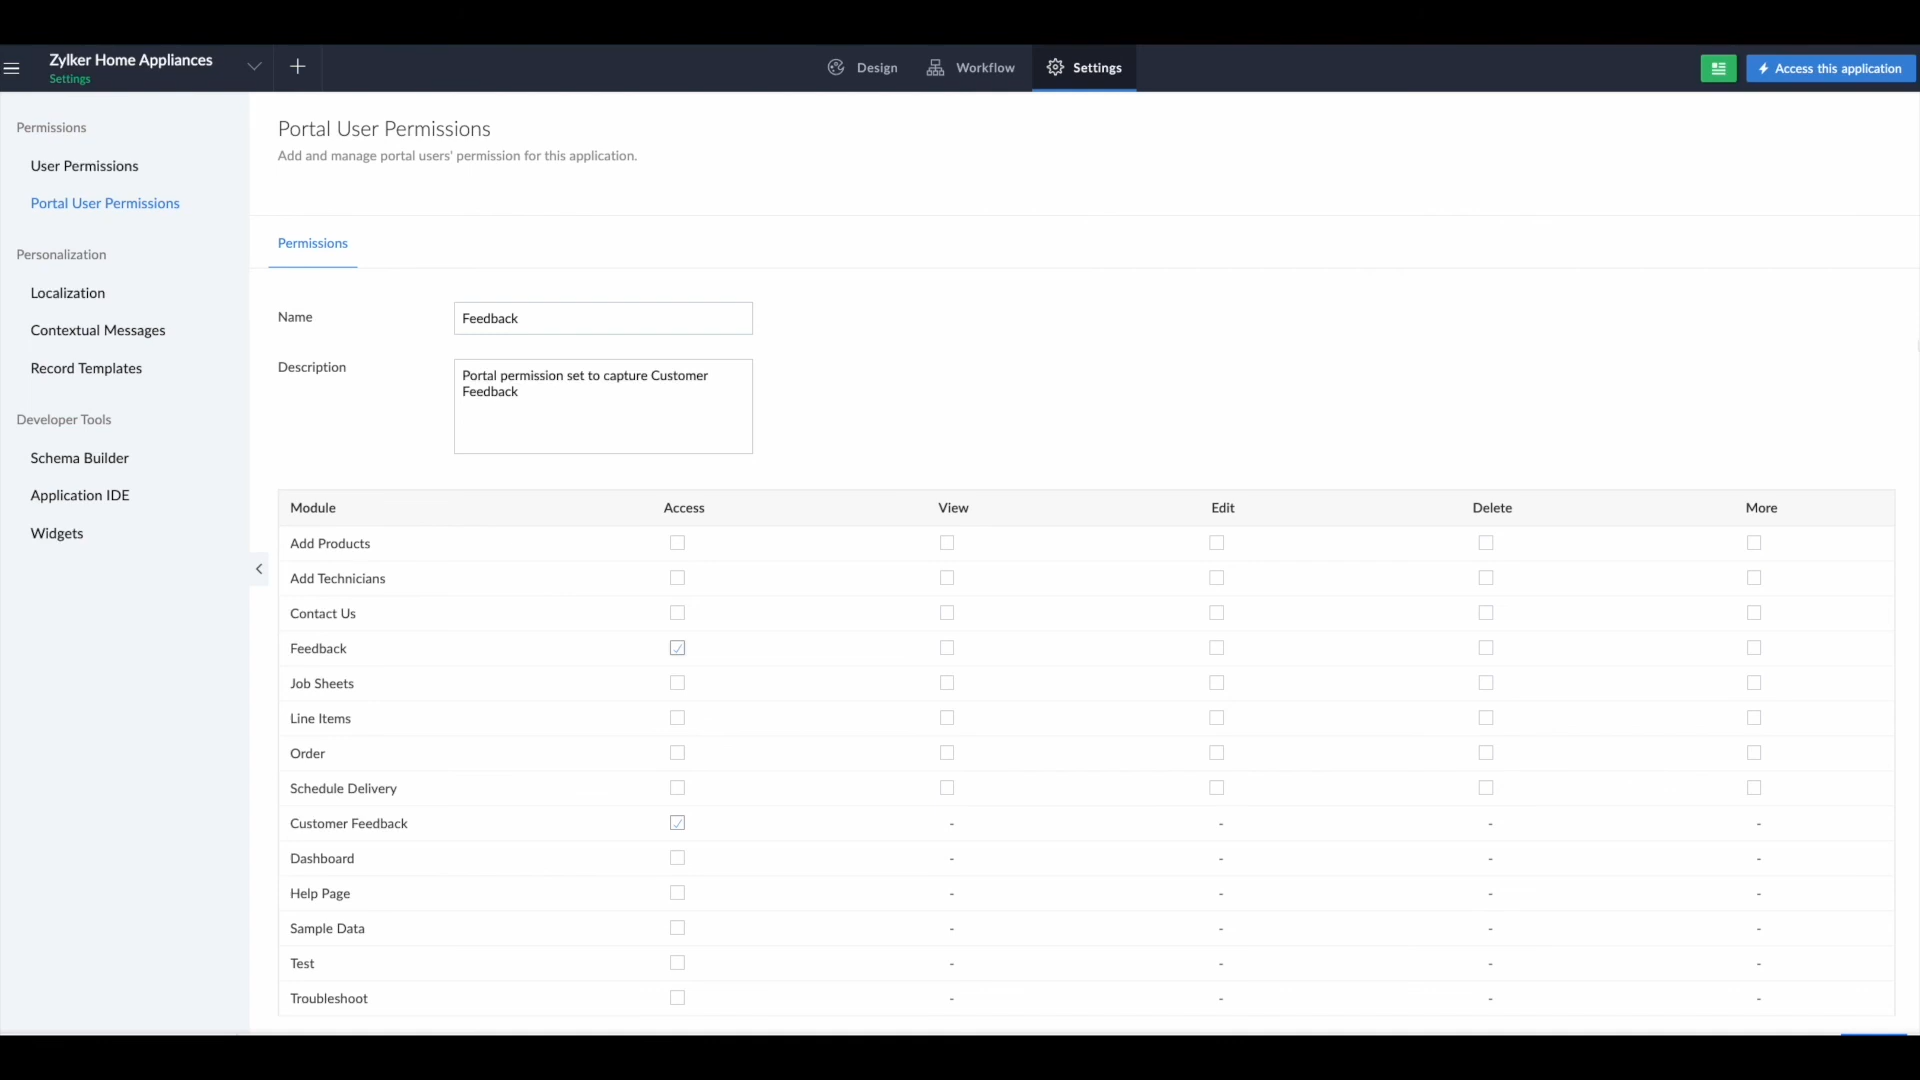 Zylker Home Appliances
Settings
Design
Workflow
Settings
Access this application
Permissions
User Permissions
Portal User Permissions
Personalization
Localization
Contextual Messages
Record Templates
Developer Tools
Schema Builder
Application IDE
Widgets
Portal User Permissions
Add and manage portal users' permission for this application.
Permissions
Name
Feedback
Description
Portal permission set to capture Customer
Feedback
Module Access View Edit Delete More
Add Products
Add Technicians
Contact Us
Feedback
Job Sheets
Line Items
Order
Schedule Delivery
Customer Feedback - - - -
Dashboard - - - -
Help Page - - - -
Sample Data - - - -
Test - - - -
Troubleshoot - - - -